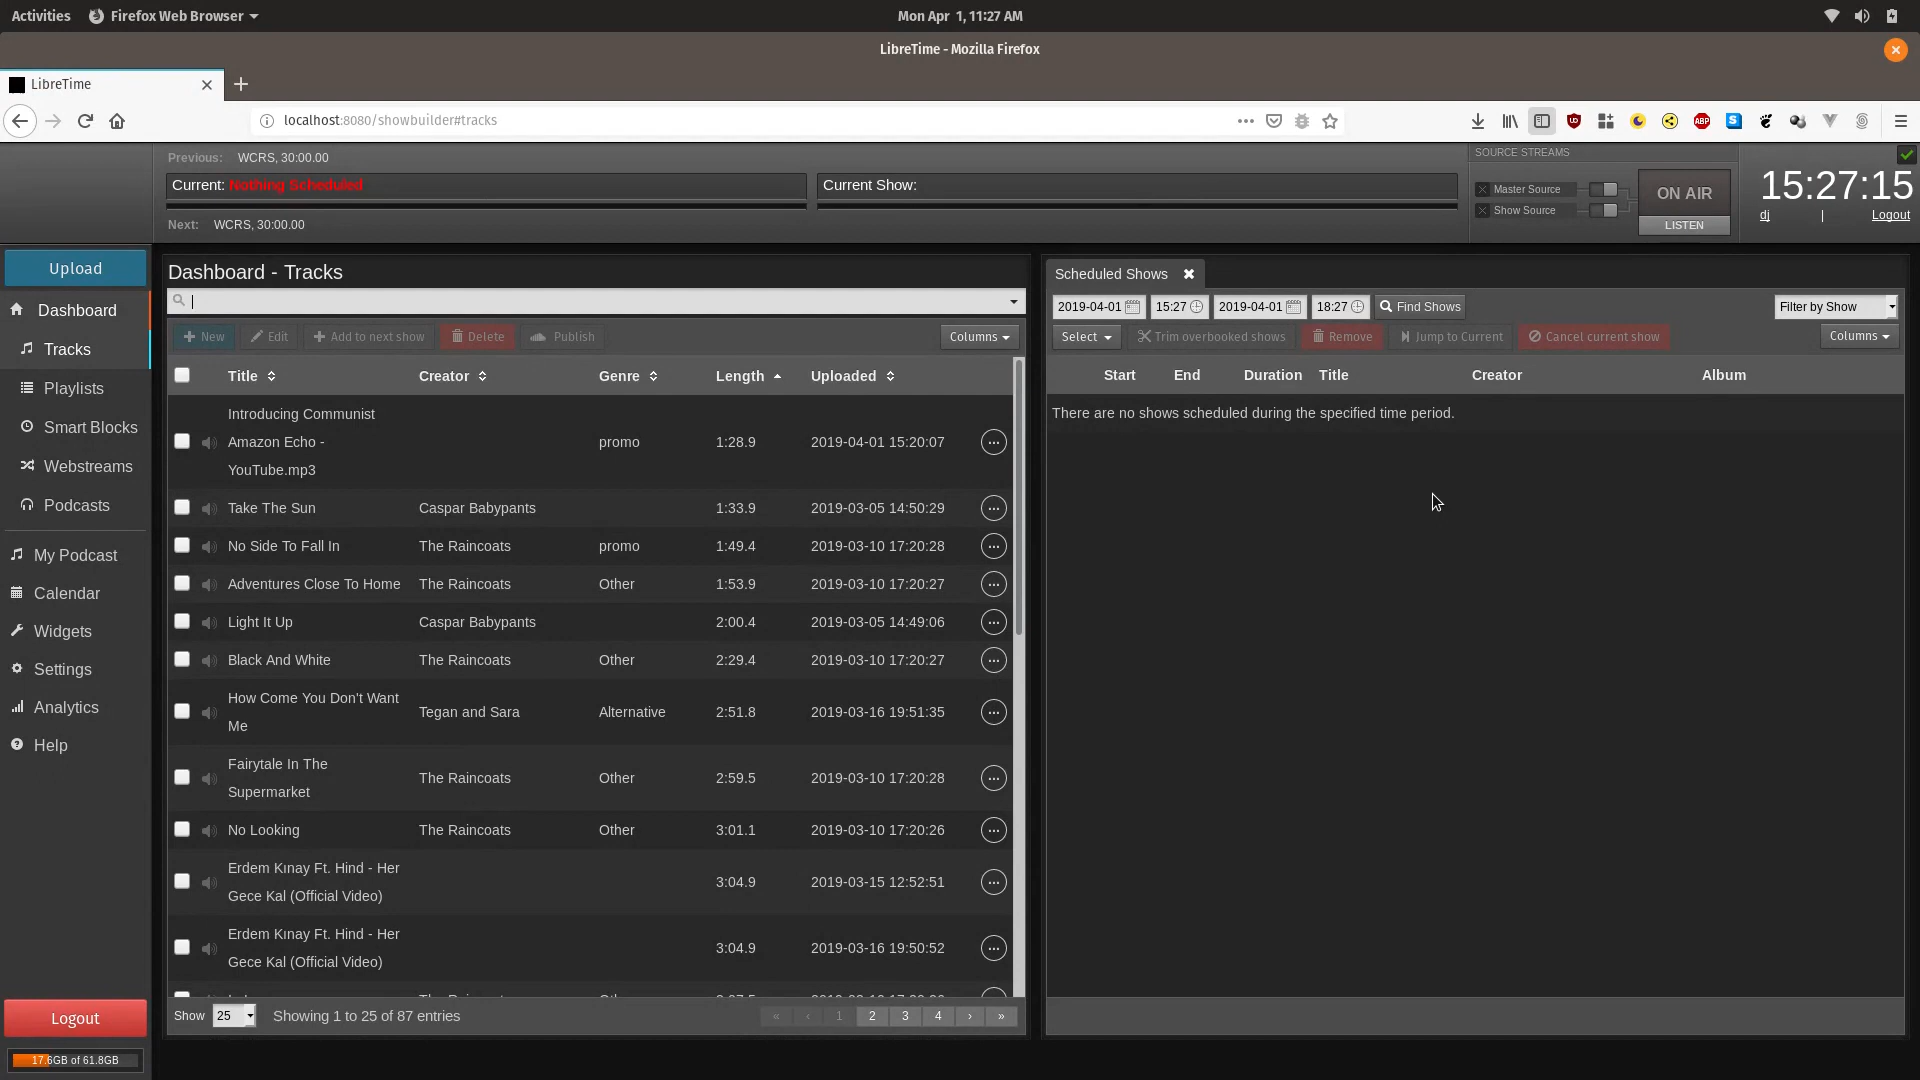 Activities
Firefox Web Browser
Mon Apr 1, 11:27 AM
LibreTime - Mozilla Firefox
LibreTime
localhost:8080/showbuilder#tracks
Previous: WCRS, 30:00.00
Current: Nothing Scheduled
Current Show:
Next: WCRS, 30:00.00
SOURCE STREAMS
Master Source
Show Source
ON AIR
LISTEN
15:27:15
dj | Logout
Upload
Dashboard
Tracks
Playlists
Smart Blocks
Webstreams
Podcasts
My Podcast
Calendar
Widgets
Settings
Analytics
Help
Logout
17.6GB of 61.8GB
Dashboard - Tracks
New Edit Add to next show Delete Publish Columns
Title Creator Genre Length Uploaded
Introducing Communist
Amazon Echo - promo 1:28.9 2019-04-01 15:20:07
YouTube.mp3
Take The Sun Caspar Babypants 1:33.9 2019-03-05 14:50:29
No Side To Fall In The Raincoats promo 1:49.4 2019-03-10 17:20:28
Adventures Close To Home The Raincoats Other 1:53.9 2019-03-10 17:20:27
Light It Up Caspar Babypants 2:00.4 2019-03-05 14:49:06
Black And White The Raincoats Other 2:29.4 2019-03-10 17:20:27
How Come You Don't Want
Me Tegan and Sara Alternative 2:51.8 2019-03-16 19:51:35
Fairytale In The
Supermarket The Raincoats Other 2:59.5 2019-03-10 17:20:28
No Looking The Raincoats Other 3:01.1 2019-03-10 17:20:26
Erdem Kınay Ft. Hind - Her
Gece Kal (Official Video) 3:04.9 2019-03-15 12:52:51
Erdem Kınay Ft. Hind - Her
Gece Kal (Official Video) 3:04.9 2019-03-16 19:50:52
Show 25 Showing 1 to 25 of 87 entries « ‹ 1 2 3 4 › »
Scheduled Shows
2019-04-01 15:27 2019-04-01 18:27 Find Shows Filter by Show
Select Trim overbooked shows Remove Jump to Current Cancel current show Columns
Start End Duration Title Creator Album
There are no shows scheduled during the specified time period.